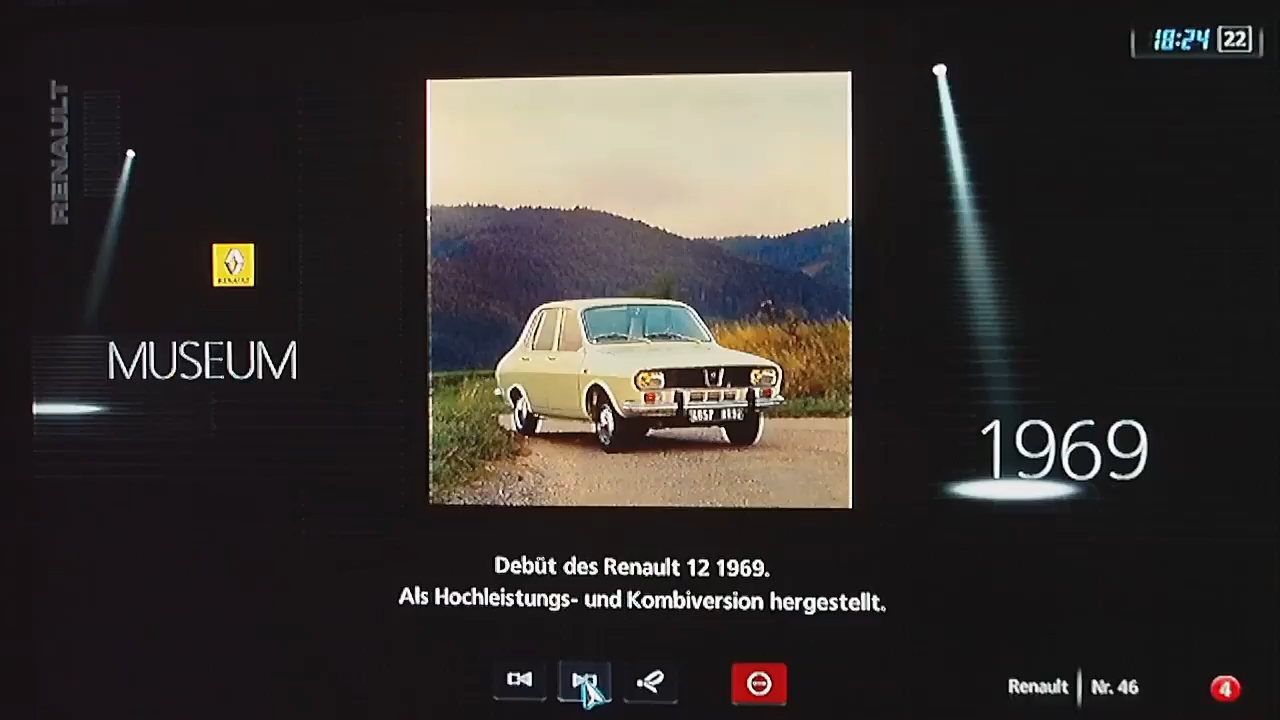 18:24 22
RENAULT
RENAULT
MUSEUM
1969
Debüt des Renault 12 1969.
Als Hochleistungs- und Kombiversion hergestellt.
Renault | Nr. 46
4